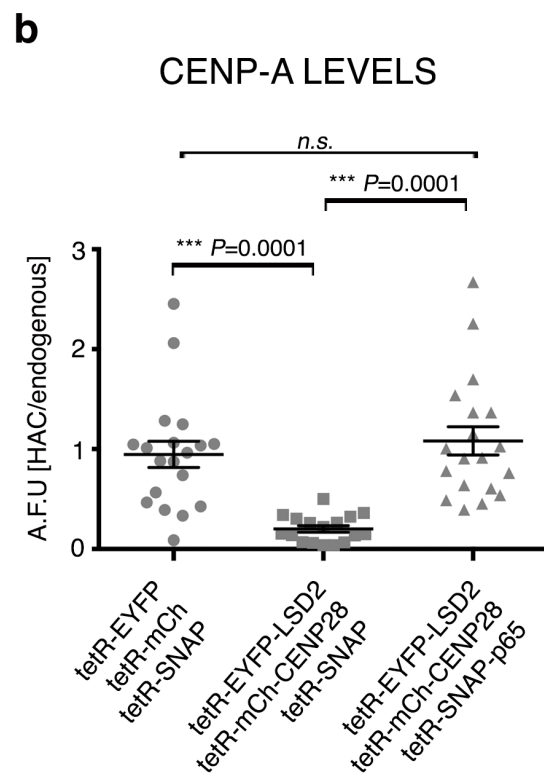 b
CENP-A LEVELS
n.s.
*** P=0.0001
*** P=0.0001
A.F.U [HAC/endogenous]
3
2
1
0
tetR-EYFP
tetR-mCh
tetR-SNAP
tetR-EYFP-LSD2
tetR-mCh-CENP28
tetR-SNAP
tetR-EYFP-LSD2
tetR-mCh-CENP28
tetR-SNAP-p65